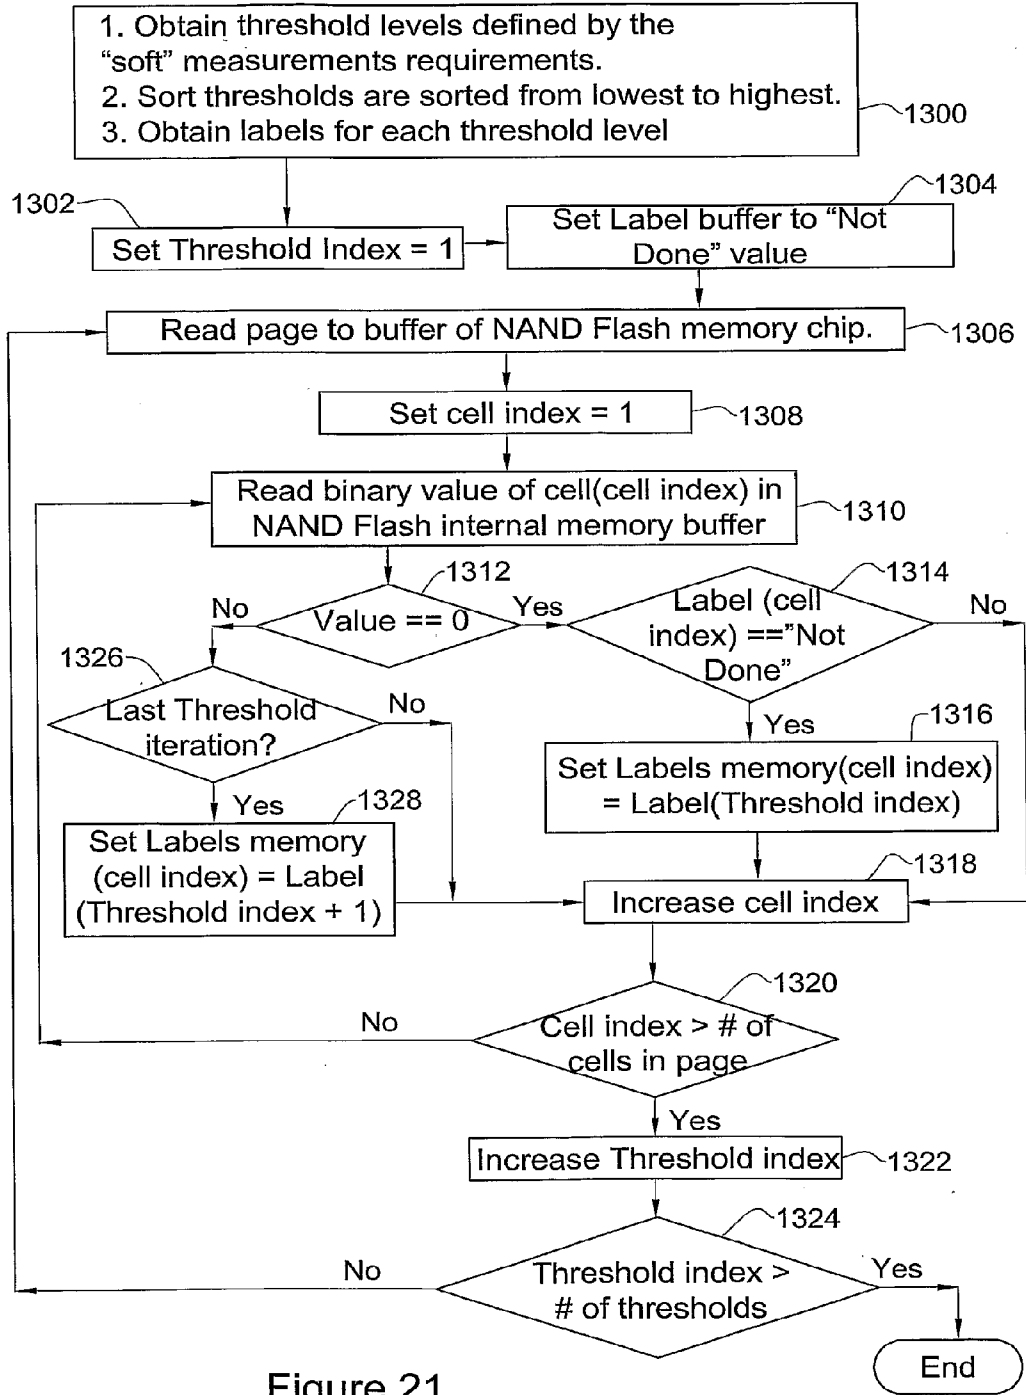 1. Obtain threshold levels defined by the
“soft” measurements requirements.
2. Sort thresholds are sorted from lowest to highest.
3. Obtain labels for each threshold level
1300
1302
1304
Set Threshold Index = 1
Set Label buffer to “Not
Done” value
Read page to buffer of NAND Flash memory chip.
1306
Set cell index = 1
1308
Read binary value of cell(cell index) in
NAND Flash internal memory buffer
1310
1312
1314
No
Value == 0
Yes
Label (cell
index) ==”Not
Done”
No
1326
Last Threshold
iteration?
No
Yes
Yes
1316
Set Labels memory(cell index)
= Label(Threshold index)
1328
Set Labels memory
(cell index) = Label
(Threshold index + 1)
1318
Increase cell index
1320
No
Cell index > # of
cells in page
Yes
Increase Threshold index
1322
1324
No
Threshold index >
# of thresholds
Yes
End
Figure 21